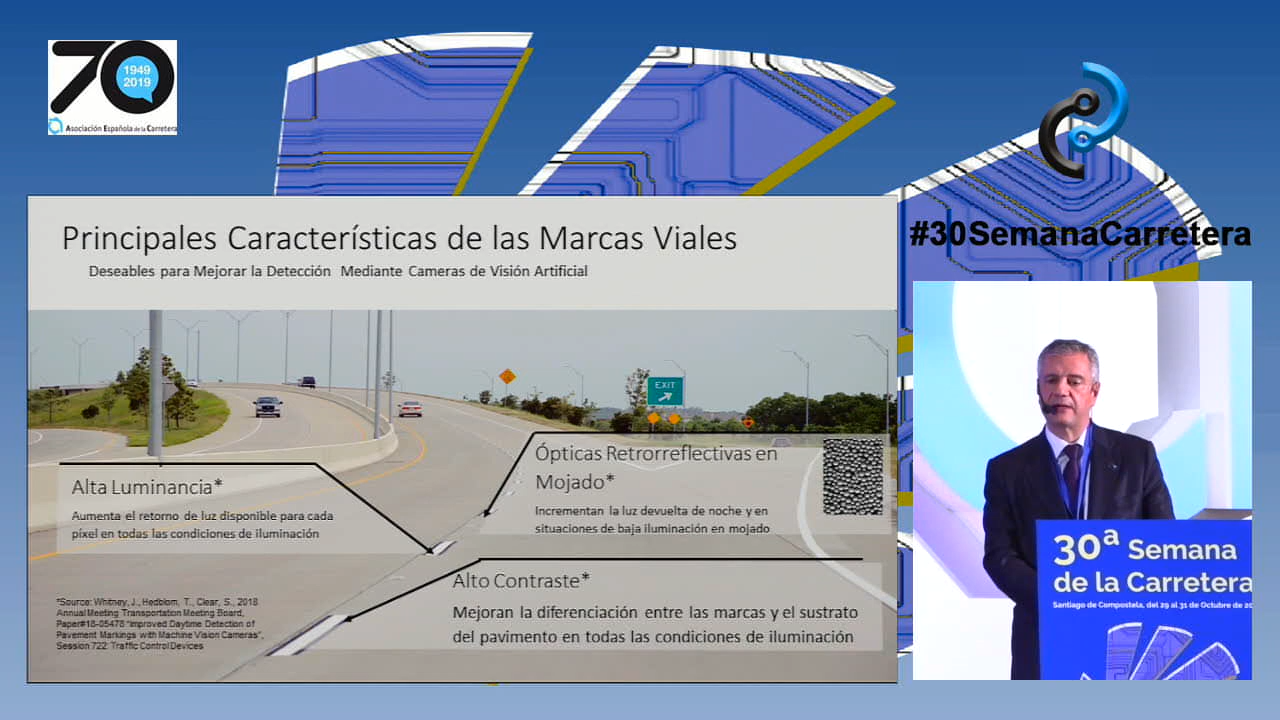 70
1949
2019
Asociación Española de la Carretera
#30SemanaCarretera
Principales Características de las Marcas Viales
Deseables para Mejorar la Detección Mediante Cameras de Visión Artificial
EXIT
Alta Luminancia*
Aumenta el retorno de luz disponible para cada
píxel en todas las condiciones de iluminación
Ópticas Retrorreflectivas en
Mojado*
Incrementan la luz devuelta de noche y en
situaciones de baja iluminación en mojado
Alto Contraste*
Mejoran la diferenciación entre las marcas y el sustrato
del pavimento en todas las condiciones de iluminación
*Source: Whitney, J., Hedblom, T., Clear, S., 2018
Annual Meeting Transportation Meeting Board,
Paper#18-05478 "Improved Daytime Detection of
Pavement Markings with Machine Vision Cameras",
Session 722: Traffic Control Devices
30ª Semana
de la Carretera
Santiago de Compostela, del 29 al 31 de Octubre de